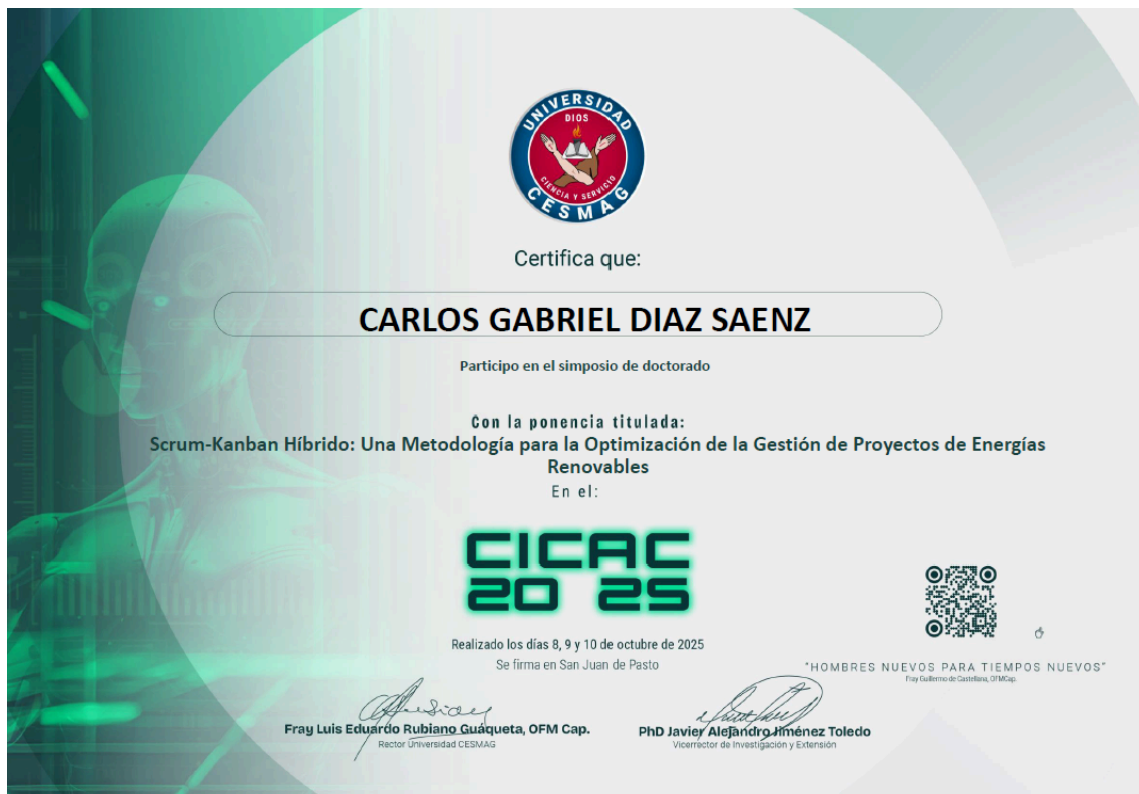 UNIVERSIDAD
DIOS
CIENCIA Y SERVICIO
CESMAG
Certifica que:
CARLOS GABRIEL DIAZ SAENZ
Participo en el simposio de doctorado
Con la ponencia titulada:
Scrum-Kanban Híbrido: Una Metodología para la Optimización de la Gestión de Proyectos de Energías
Renovables
En el:
CICAC
2025
Realizado los días 8, 9 y 10 de octubre de 2025
Se firma en San Juan de Pasto
"HOMBRES NUEVOS PARA TIEMPOS NUEVOS"
Fray Guillermo de Castellana, OFMCap.
Fray Luis Eduardo Rubiano Guáqueta, OFM Cap.
Rector Universidad CESMAG
PhD Javier Alejandro Jiménez Toledo
Vicerrector de Investigación y Extensión